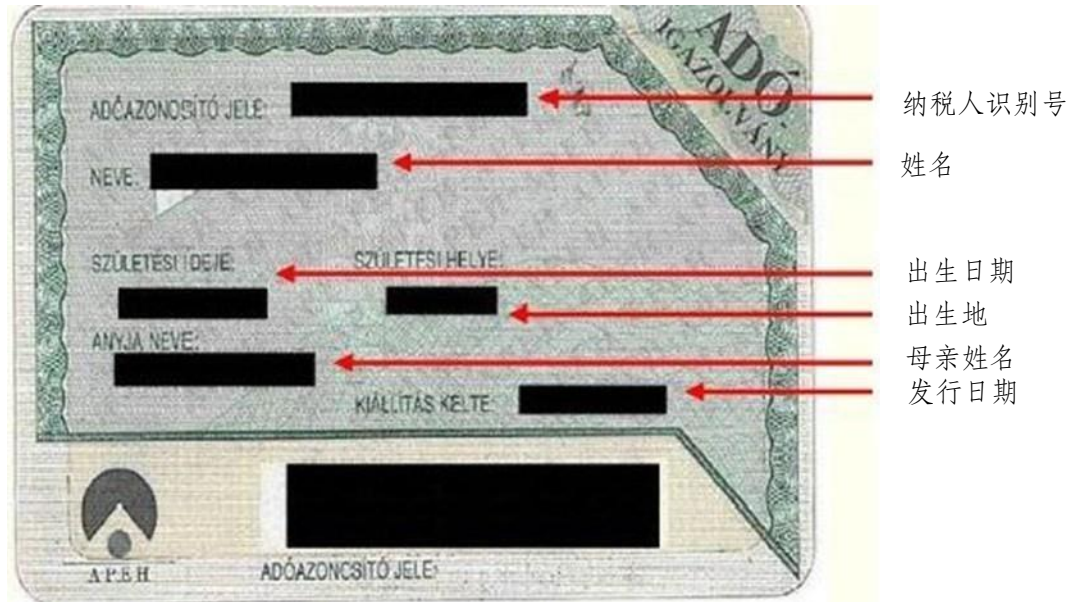 ADÓ
IGAZOLVÁNY
ADÓAZONOSÍTÓ JELE:
纳税人识别号
NEVE:
姓名
SZÜLETÉSI IDEJE:
SZÜLETÉSI HELYE:
出生日期
出生地
ANYJA NEVE:
母亲姓名
KIÁLLÍTÁS KELTE:
发行日期
APEH
ADÓAZONOSÍTÓ JELE: